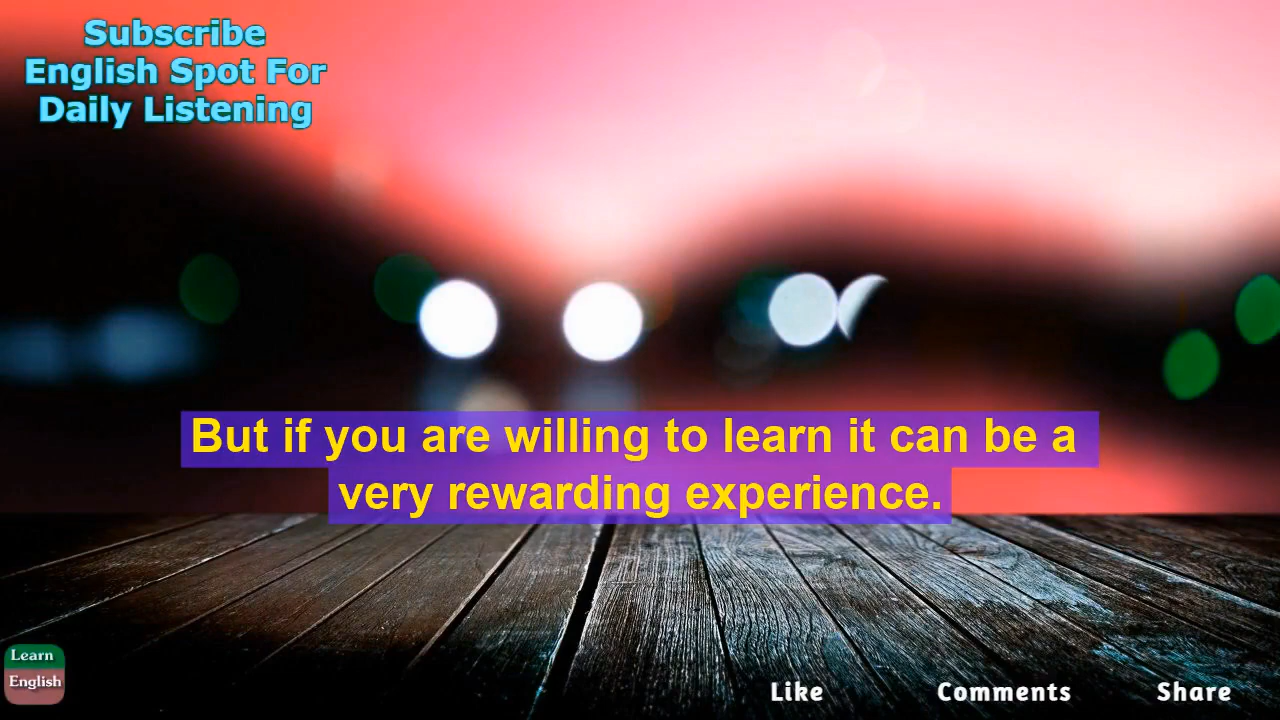 Subscribe
English Spot For
Daily Listening
But if you are willing to learn it can be a
very rewarding experience.
Learn
English
Like
Comments
Share